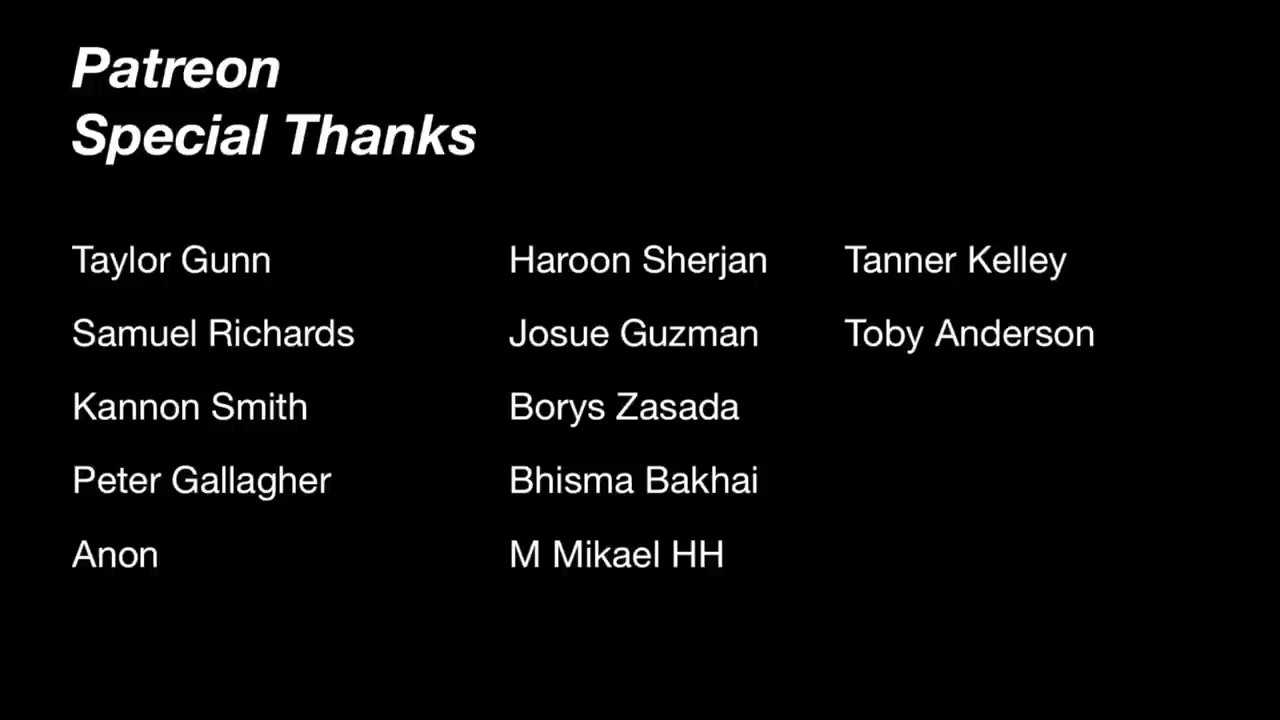 Patreon
Special Thanks
Taylor Gunn
Samuel Richards
Kannon Smith
Peter Gallagher
Anon
Haroon Sherjan
Josue Guzman
Borys Zasada
Bhisma Bakhai
M Mikael HH
Tanner Kelley
Toby Anderson